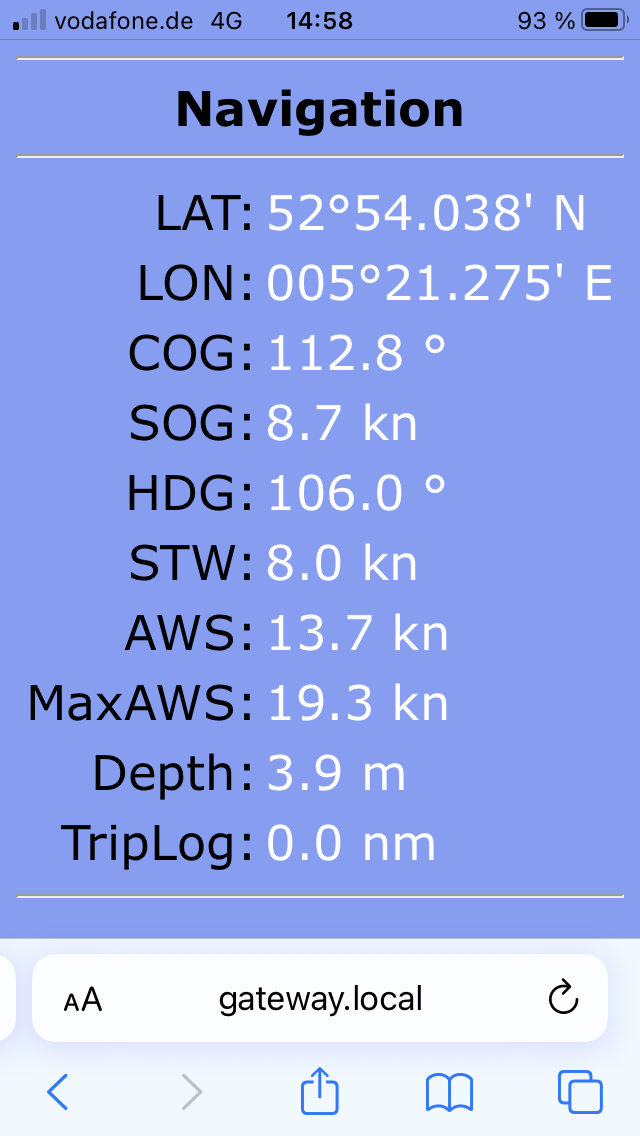 vodafone.de 4G 14:58 93 %
Navigation
LAT: 52°54.038' N
LON: 005°21.275' E
COG: 112.8 °
SOG: 8.7 kn
HDG: 106.0 °
STW: 8.0 kn
AWS: 13.7 kn
MaxAWS: 19.3 kn
Depth: 3.9 m
TripLog: 0.0 nm
AA gateway.local